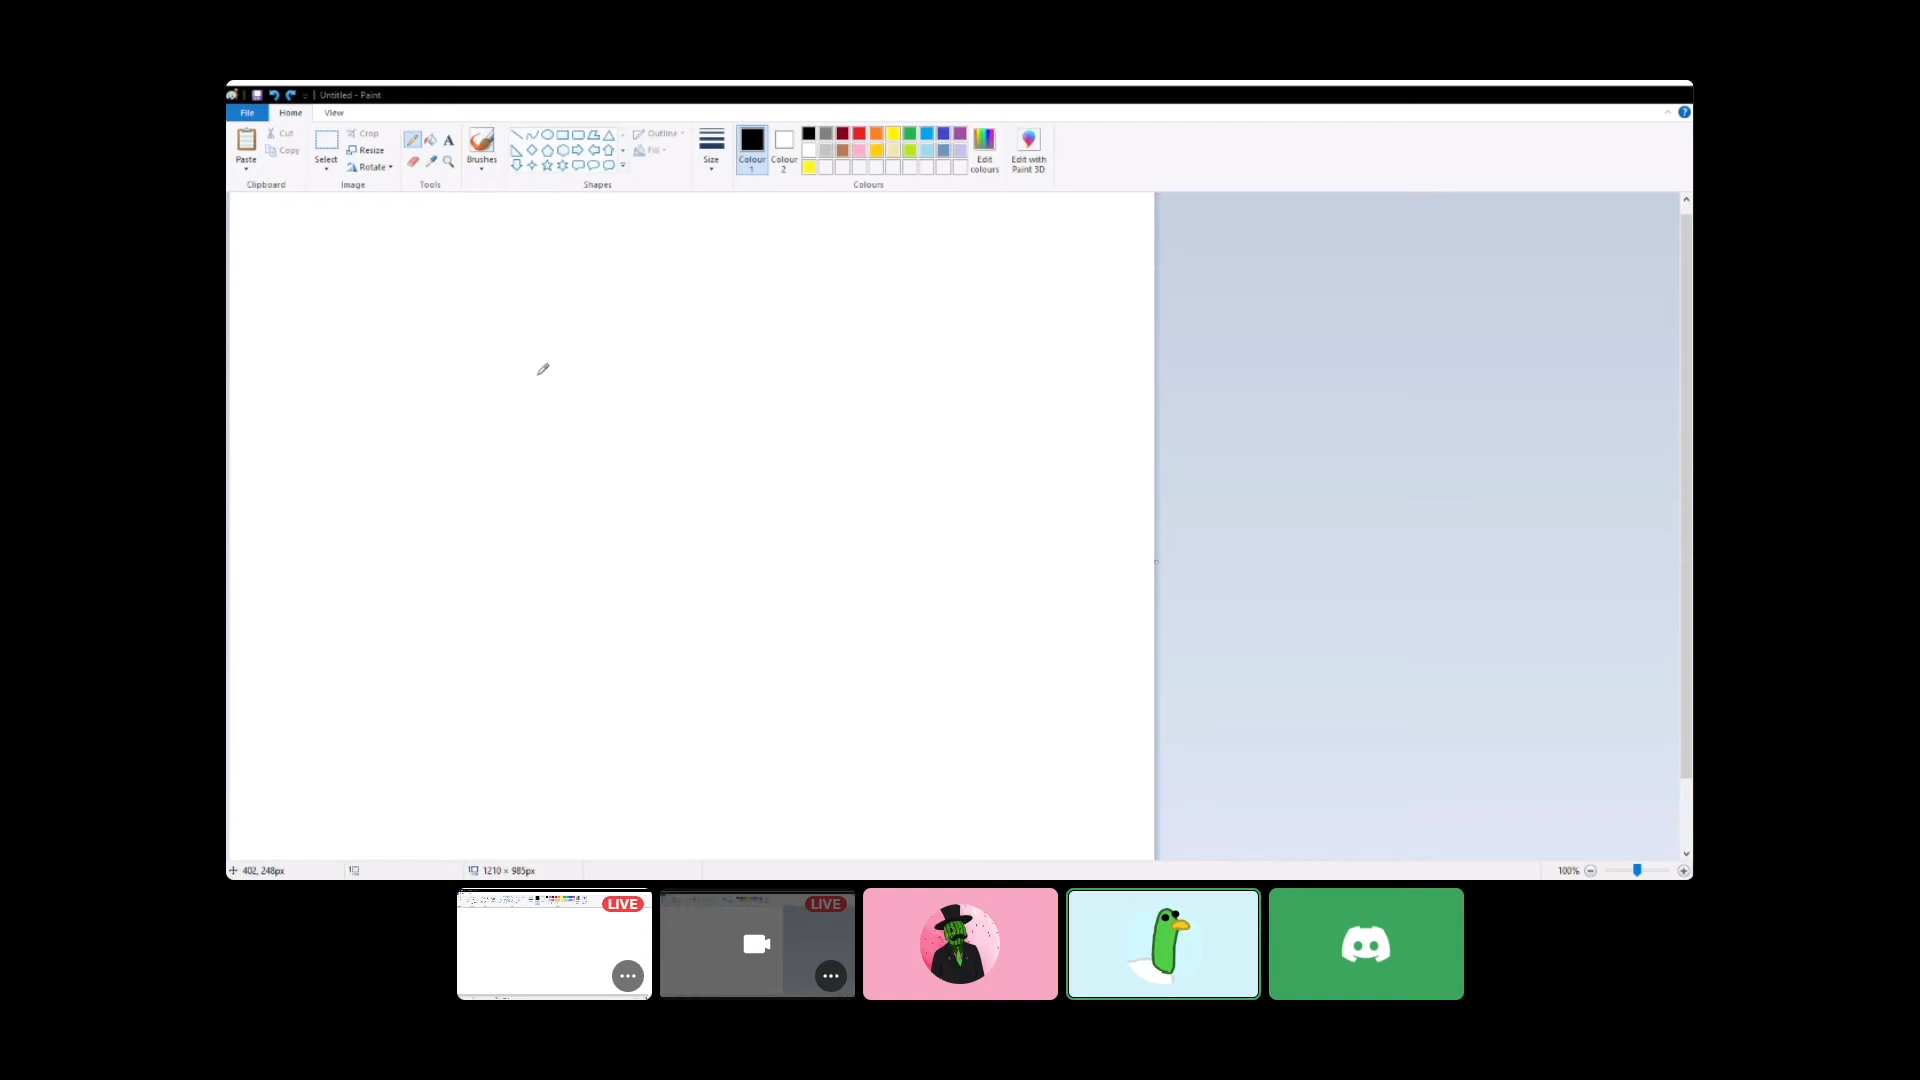 Untitled - Paint
File Home View
Paste
Cut
Copy
Clipboard
Select
Crop
Resize
Rotate
Image
A
Tools
Brushes
Outline
Fill
Shapes
Size
Colour 1
Colour 2
Edit colours
Colours
Edit with Paint 3D
?
402, 248px
1210 × 985px
100%
LIVE
LIVE